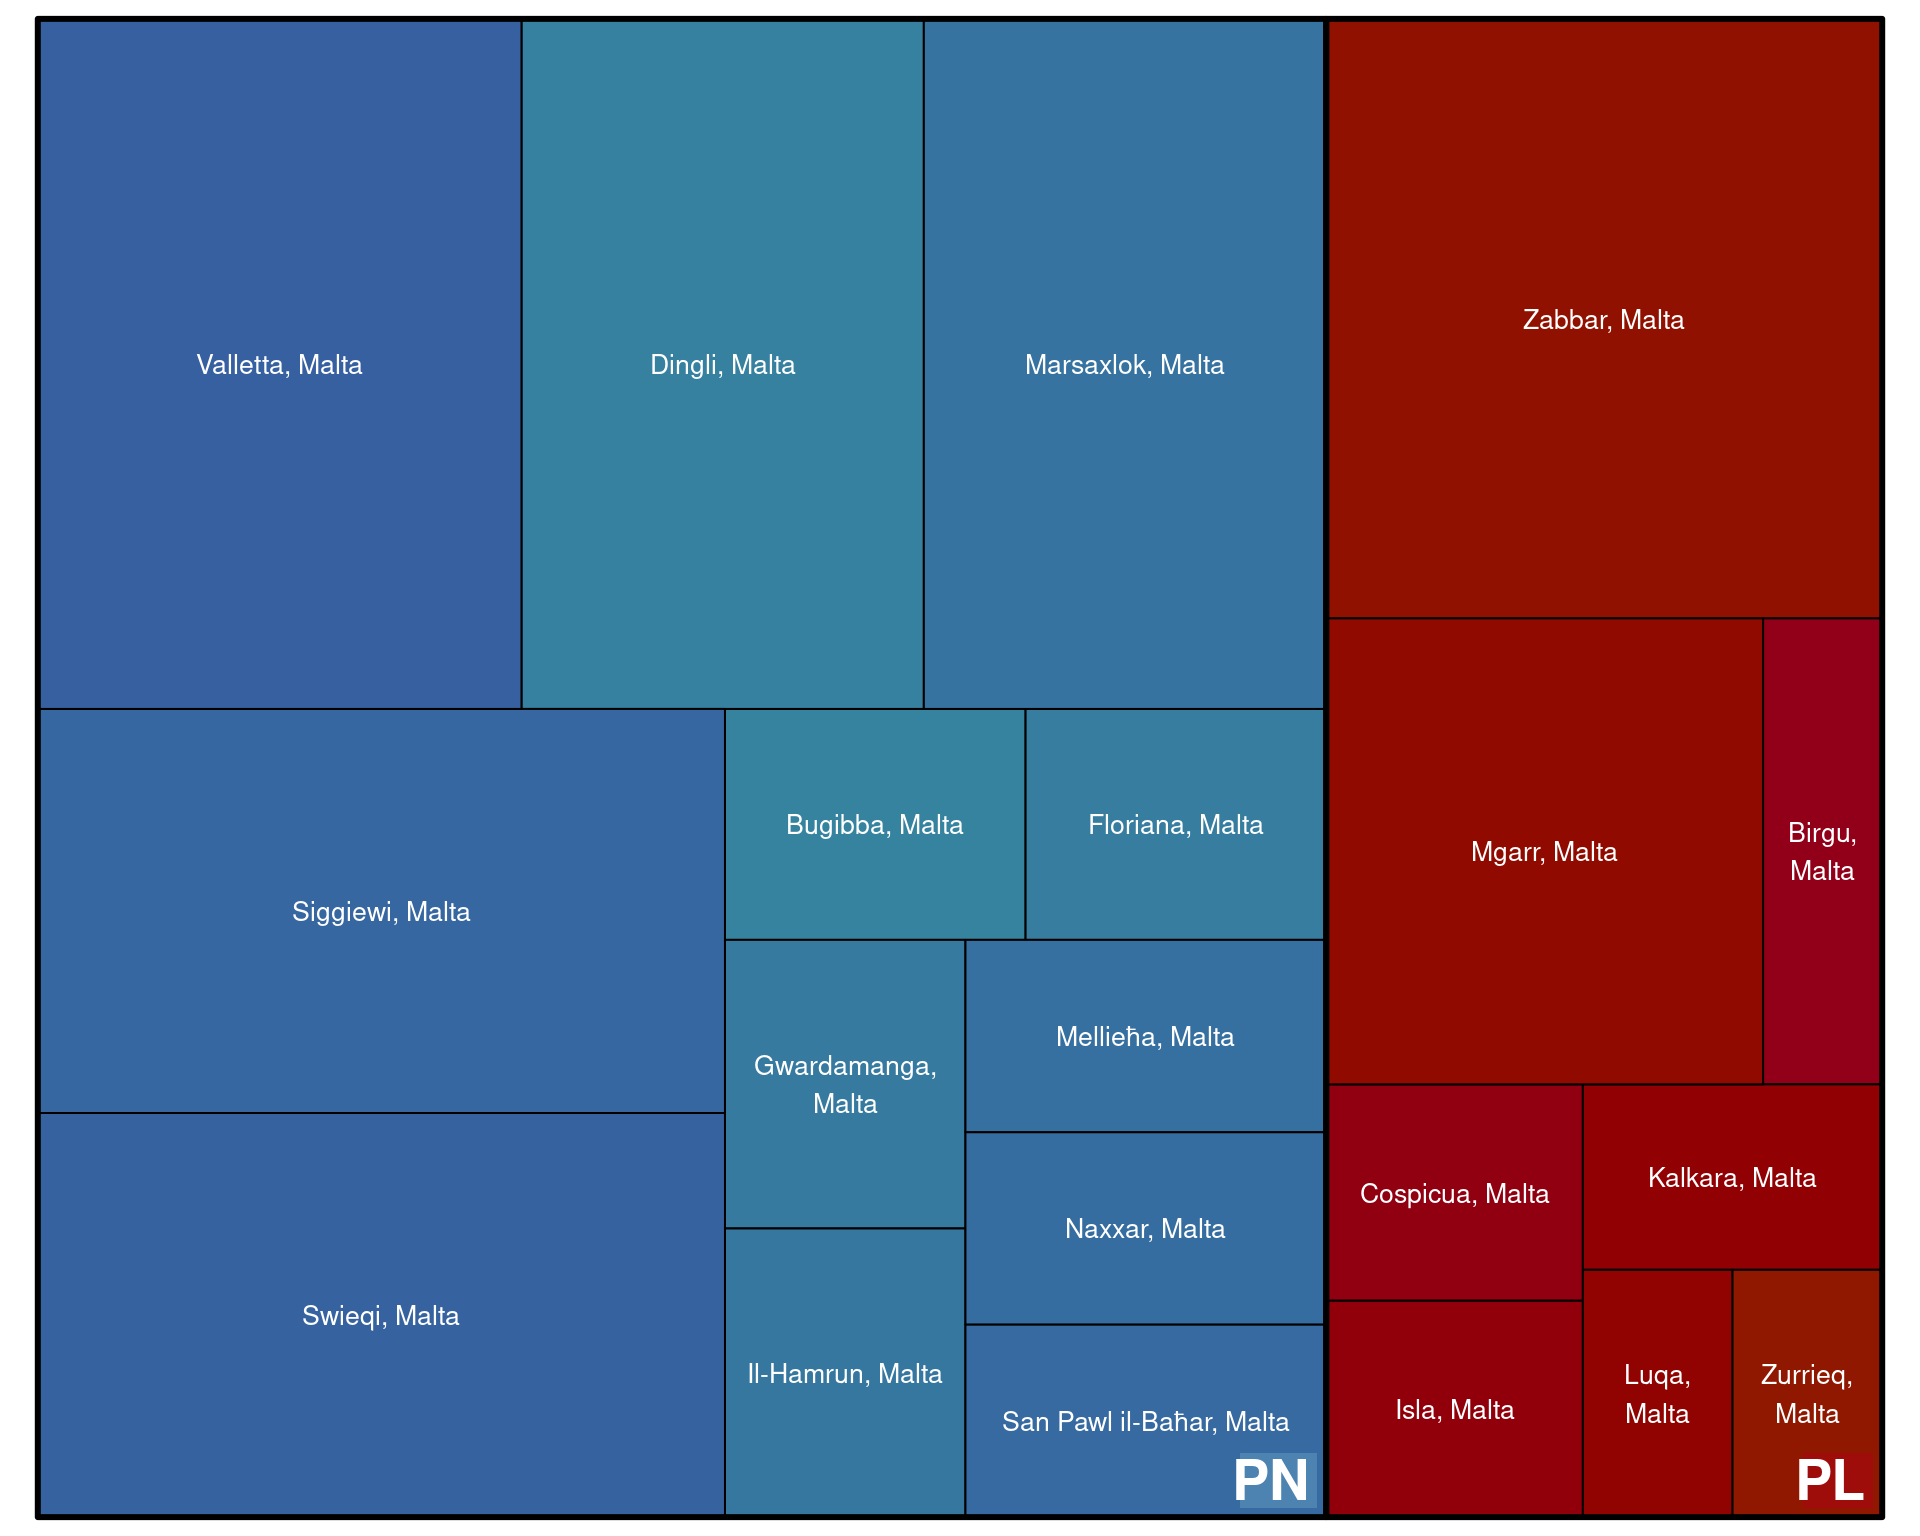 Valletta, Malta
Dingli, Malta
Marsaxlok, Malta
Zabbar, Malta
Siggiewi, Malta
Bugibba, Malta
Floriana, Malta
Mgarr, Malta
Birgu,
Malta
Gwardamanga,
Malta
Mellieħa, Malta
Naxxar, Malta
Cospicua, Malta
Kalkara, Malta
Swieqi, Malta
Il-Hamrun, Malta
San Pawl il-Baħar, Malta
Isla, Malta
Luqa,
Malta
Zurrieq,
Malta
PN
PL